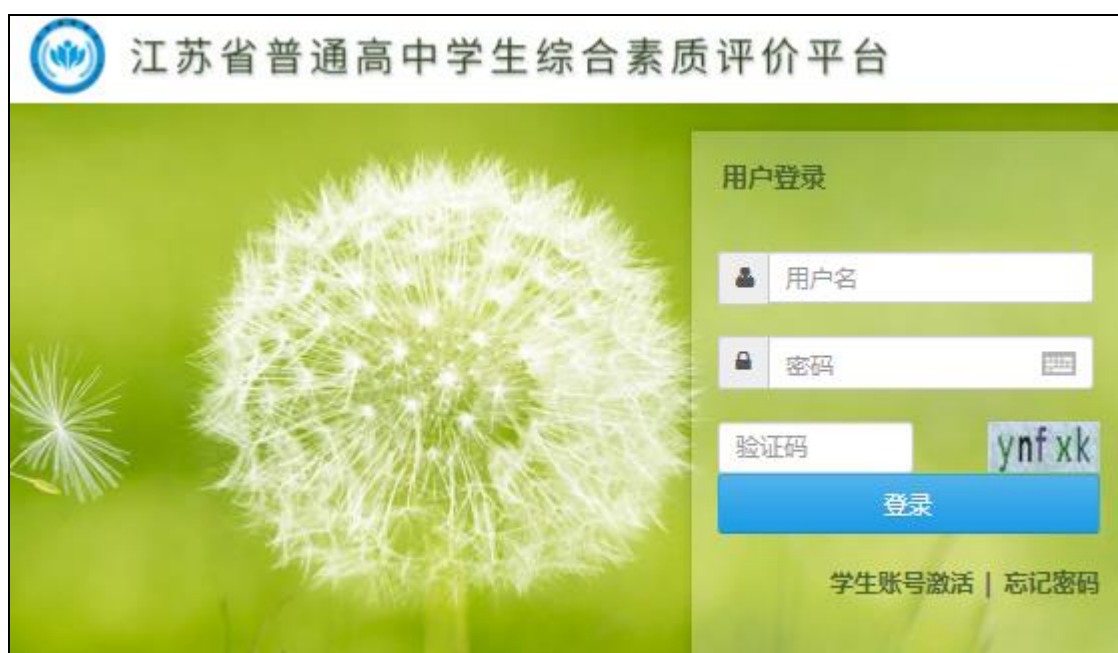 江苏省普通高中学生综合素质评价平台
用户登录
用户名
密码
验证码
ynfxk
登录
学生账号激活 | 忘记密码